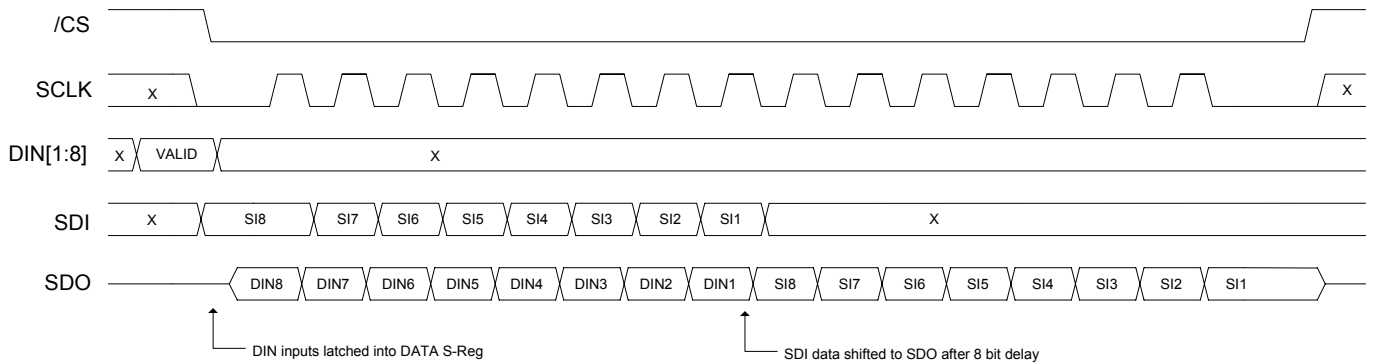 /CS
SCLK X X
DIN[1:8] X VALID X
SDI X SI8 SI7 SI6 SI5 SI4 SI3 SI2 SI1 X
SDO DIN8 DIN7 DIN6 DIN5 DIN4 DIN3 DIN2 DIN1 SI8 SI7 SI6 SI5 SI4 SI3 SI2 SI1
DIN inputs latched into DATA S-Reg SDI data shifted to SDO after 8 bit delay